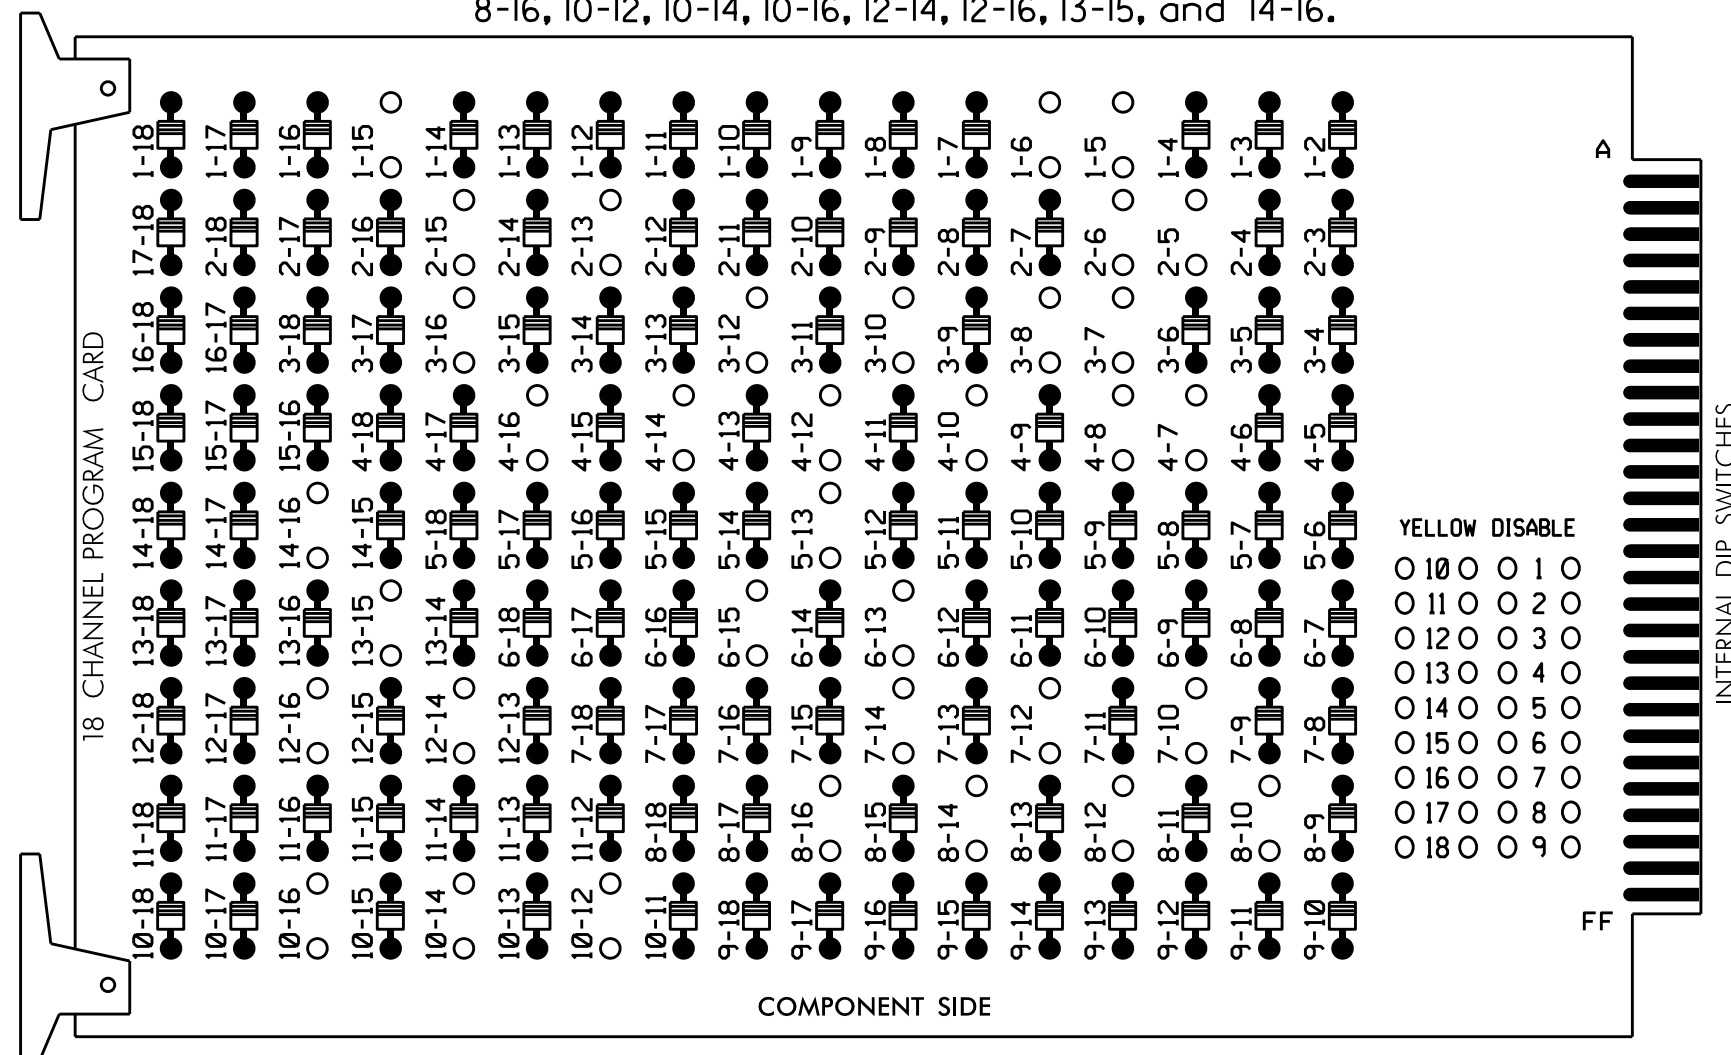 8-16, 10-12, 10-14, 10-16, 12-14, 12-16, 13-15, and 14-16.
1-18 1-17 1-16 1-15 1-14 1-13 1-12 1-11 1-10 1-9 1-8 1-7 1-6 1-5 1-4 1-3 1-2
A
17-18 2-18 2-17 2-16 2-15 2-14 2-13 2-12 2-11 2-10 2-9 2-8 2-7 2-6 2-5 2-4 2-3
16-18 16-17 3-18 3-17 3-16 3-15 3-14 3-13 3-12 3-11 3-10 3-9 3-8 3-7 3-6 3-5 3-4
15-18 15-17 15-16 4-18 4-17 4-16 4-15 4-14 4-13 4-12 4-11 4-10 4-9 4-8 4-7 4-6 4-5
14-18 14-17 14-16 14-15 5-18 5-17 5-16 5-15 5-14 5-13 5-12 5-11 5-10 5-9 5-8 5-7 5-6
13-18 13-17 13-16 13-15 13-14 6-18 6-17 6-16 6-15 6-14 6-13 6-12 6-11 6-10 6-9 6-8 6-7
12-18 12-17 12-16 12-15 12-14 12-13 7-18 7-17 7-16 7-15 7-14 7-13 7-12 7-11 7-10 7-9 7-8
11-18 11-17 11-16 11-15 11-14 11-13 11-12 8-18 8-17 8-16 8-15 8-14 8-13 8-12 8-11 8-10 8-9
10-18 10-17 10-16 10-15 10-14 10-13 10-12 10-11 9-18 9-17 9-16 9-15 9-14 9-13 9-12 9-11 9-10
18 CHANNEL PROGRAM CARD
YELLOW DISABLE
10 1
11 2
12 3
13 4
14 5
15 6
16 7
17 8
18 9
FF
COMPONENT SIDE
INTERNAL DIP SWITCHES